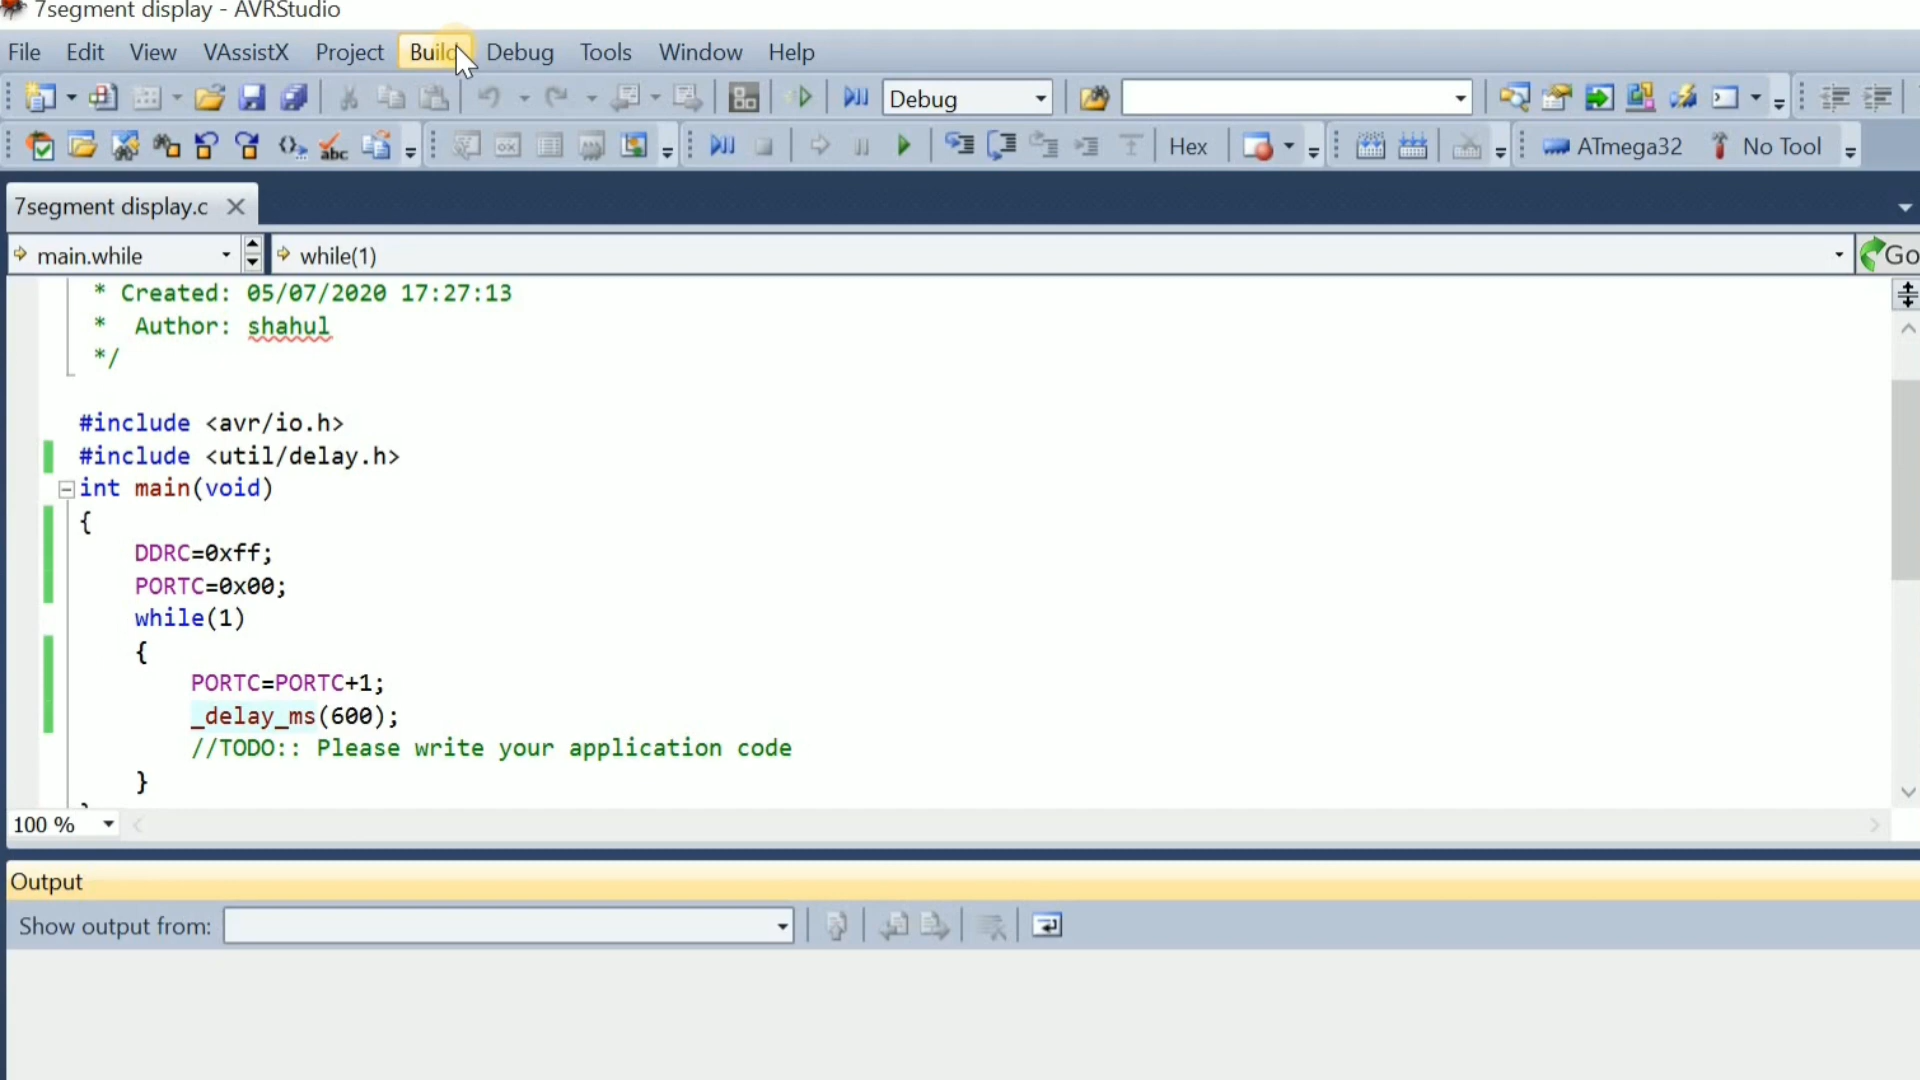 7segment display - AVRStudio
File Edit View VAssistX Project Build Debug Tools Window Help
Debug
abc Hex ATmega32 No Tool
7segment display.c
main.while while(1) Go
* Created: 05/07/2020 17:27:13
* Author: shahul
*/
#include <avr/io.h>
#include <util/delay.h>
int main(void)
{
DDRC=0xff;
PORTC=0x00;
while(1)
{
PORTC=PORTC+1;
_delay_ms(600);
//TODO:: Please write your application code
}
100 %
Output
Show output from: